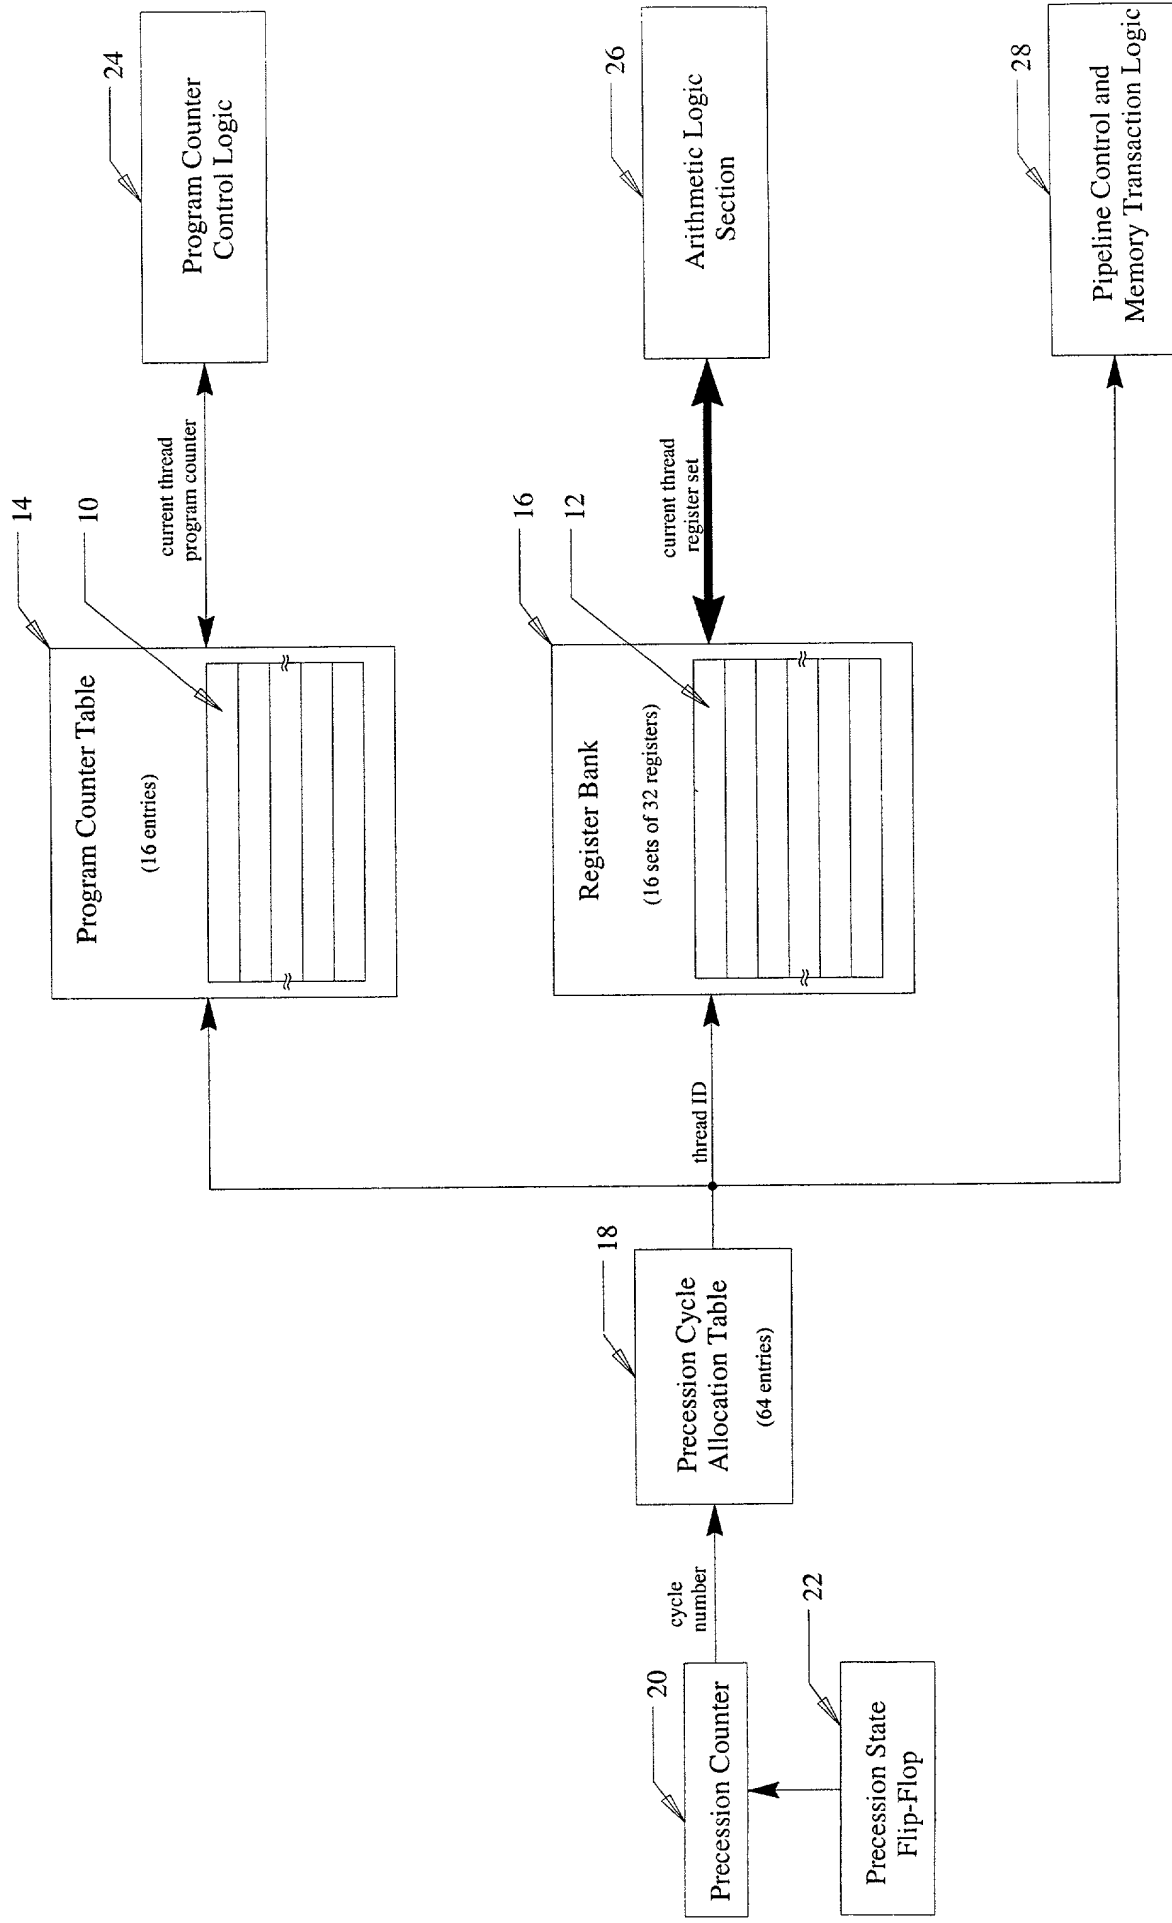 24
Program Counter
Control Logic
26
Arithmetic Logic
Section
28
Pipeline Control and
Memory Transaction Logic
current thread
program counter
current thread
register set
14
10
Program Counter Table
(16 entries)
16
12
Register Bank
(16 sets of 32 registers)
thread ID
18
Precession Cycle
Allocation Table
(64 entries)
cycle
number
20
Precession Counter
22
Precession State
Flip-Flop